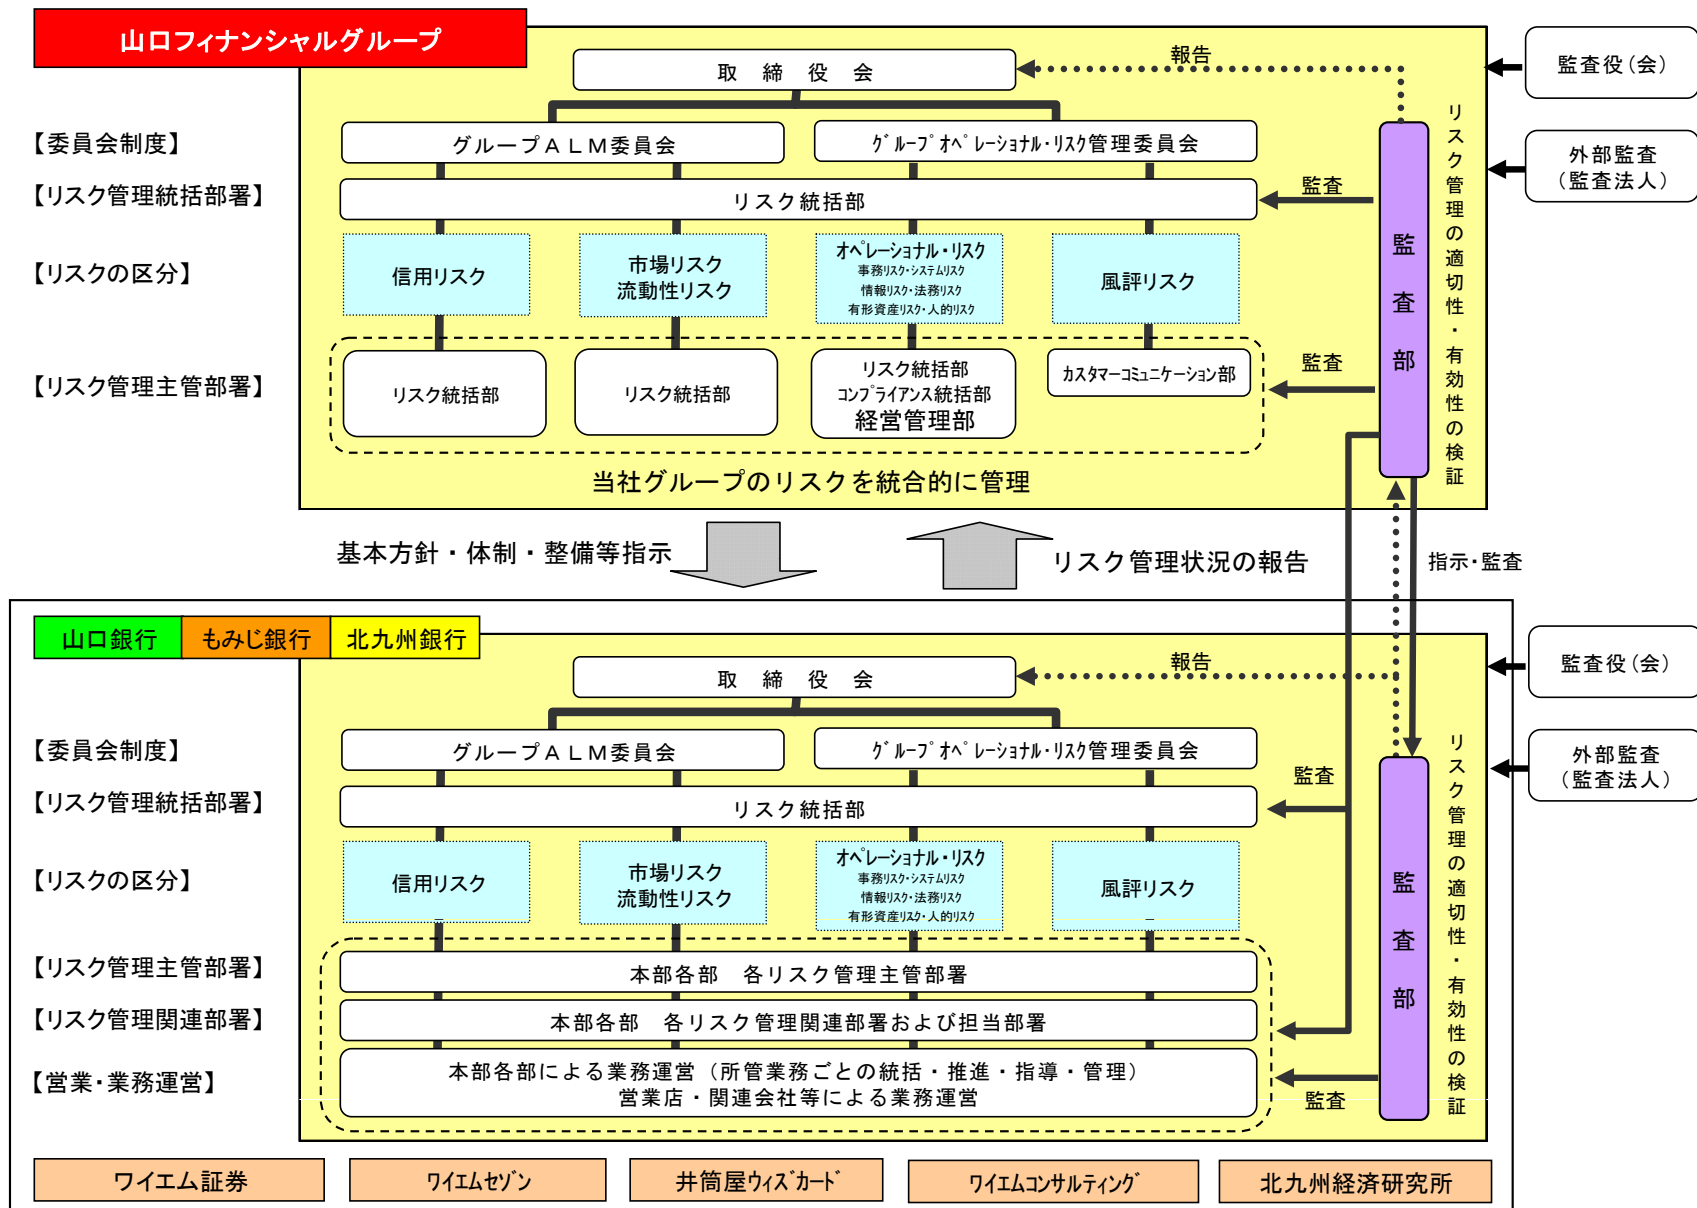 山口フィナンシャルグループ
取　締　役　会
報告
監査役(会)
【委員会制度】
グループＡＬＭ委員会
ｸﾞﾙｰﾌﾟｵﾍﾟﾚｰｼｮﾅﾙ・ﾘｽｸ管理委員会
外部監査
（監査法人）
【リスク管理統括部署】
リスク統括部
監査
【リスクの区分】
信用リスク
市場リスク
流動性リスク
ｵﾍﾟﾚｰｼｮﾅﾙ・ﾘｽｸ
事務ﾘｽｸ・ｼｽﾃﾑﾘｽｸ
情報ﾘｽｸ・法務ﾘｽｸ
有形資産ﾘｽｸ・人的ﾘｽｸ
風評リスク
【リスク管理主管部署】
リスク統括部
リスク統括部
リスク統括部
ｺﾝﾌﾟﾗｲｱﾝｽ統括部
経営管理部
ｶｽﾀﾏｰｺﾐｭﾆｹｰｼｮﾝ部
監査
監査部
リスク管理の適切性・有効性の検証
当社グループのリスクを統合的に管理
基本方針・体制・整備等指示
リスク管理状況の報告
指示・監査
山口銀行
もみじ銀行
北九州銀行
取　締　役　会
報告
監査役(会)
【委員会制度】
グループＡＬＭ委員会
ｸﾞﾙｰﾌﾟｵﾍﾟﾚｰｼｮﾅﾙ・ﾘｽｸ管理委員会
監査
外部監査
（監査法人）
【リスク管理統括部署】
リスク統括部
【リスクの区分】
信用リスク
市場リスク
流動性リスク
ｵﾍﾟﾚｰｼｮﾅﾙ・ﾘｽｸ
事務ﾘｽｸ・ｼｽﾃﾑﾘｽｸ
情報ﾘｽｸ・法務ﾘｽｸ
有形資産ﾘｽｸ・人的ﾘｽｸ
風評リスク
【リスク管理主管部署】
本部各部　各リスク管理主管部署
【リスク管理関連部署】
本部各部　各リスク管理関連部署および担当部署
【営業・業務運営】
本部各部による業務運営（所管業務ごとの統括・推進・指導・管理）
営業店・関連会社等による業務運営
監査
監査部
リスク管理の適切性・有効性の検証
ワイエム証券
ﾜｲｴﾑｾｿﾞﾝ
井筒屋ｳｨｽﾞｶｰﾄﾞ
ﾜｲｴﾑｺﾝｻﾙﾃｨﾝｸﾞ
北九州経済研究所